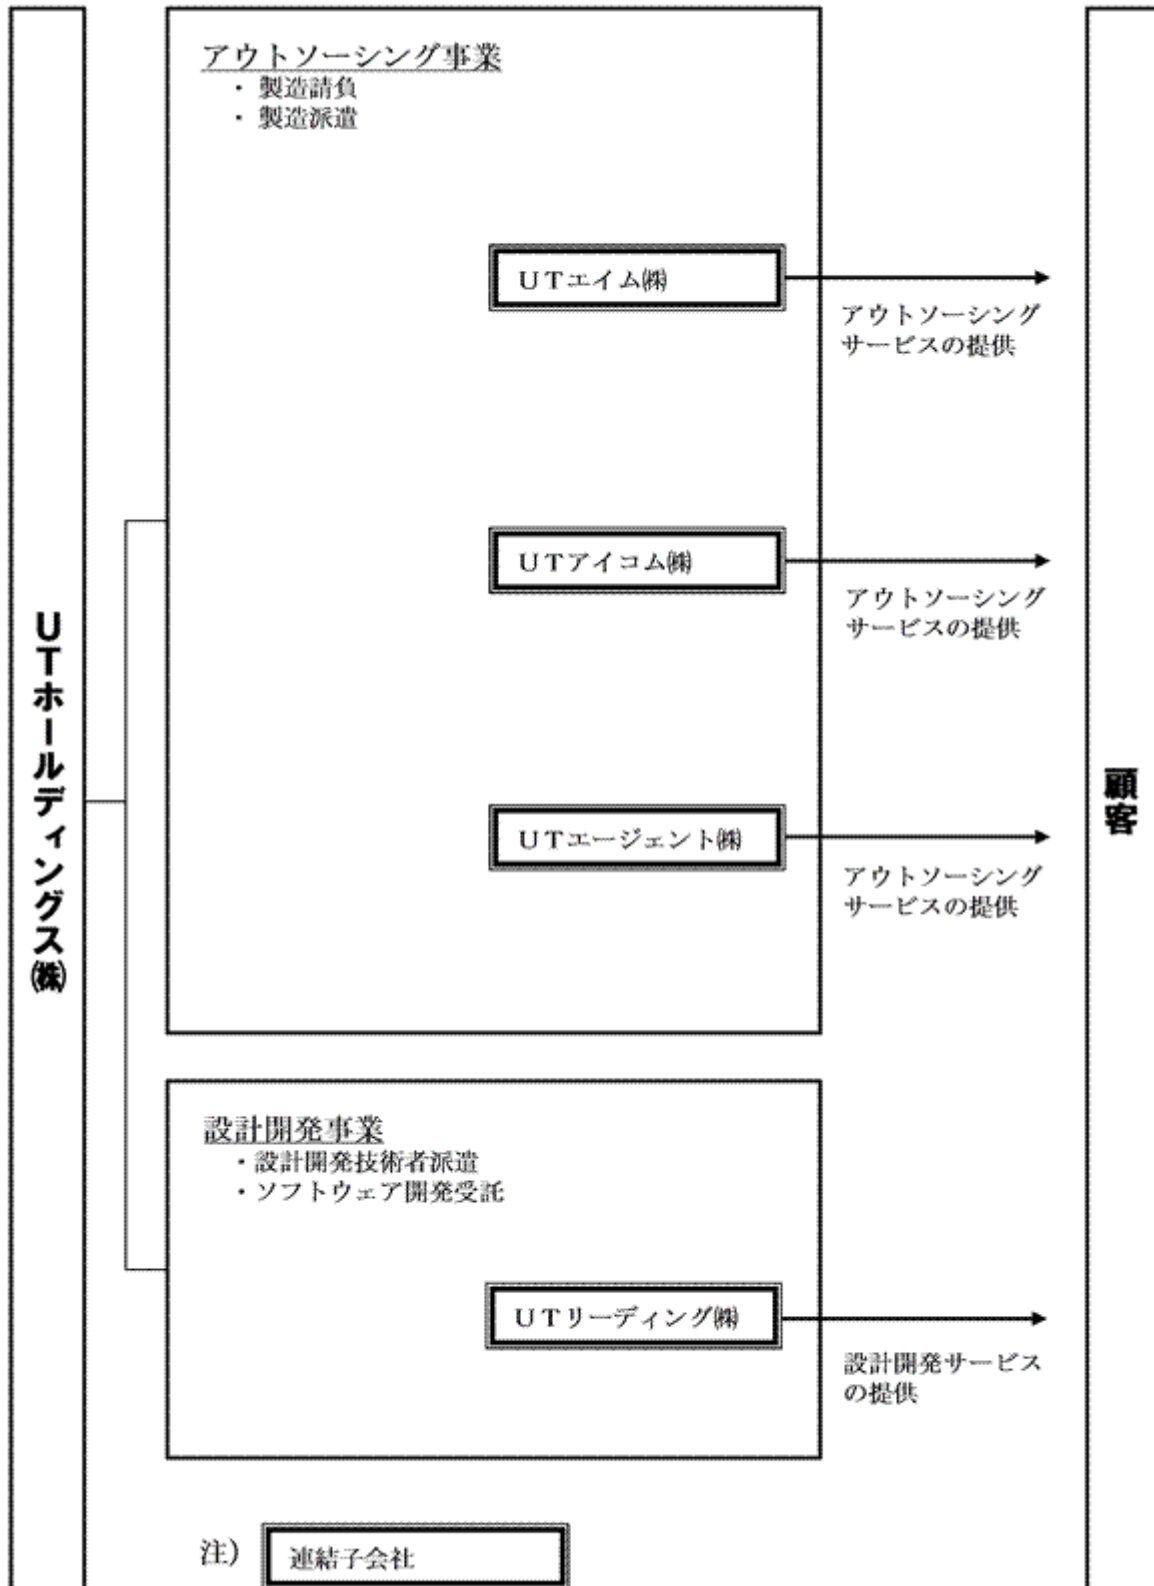 UTホールディングス㈱
アウトソーシング事業
・ 製造請負
・ 製造派遣
UTエイム㈱
アウトソーシング
サービスの提供
UTアイコム㈱
アウトソーシング
サービスの提供
UTエージェント㈱
アウトソーシング
サービスの提供
顧客
設計開発事業
・設計開発技術者派遣
・ソフトウェア開発受託
UTリーディング㈱
設計開発サービス
の提供
注）
連結子会社